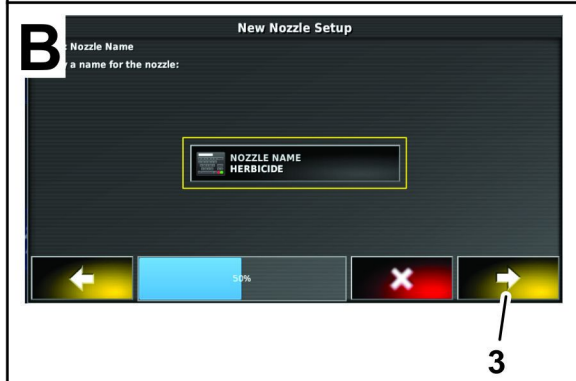 B
New Nozzle Setup
: Nozzle Name
a name for the nozzle:
NOZZLE NAME
HERBICIDE
50%
3